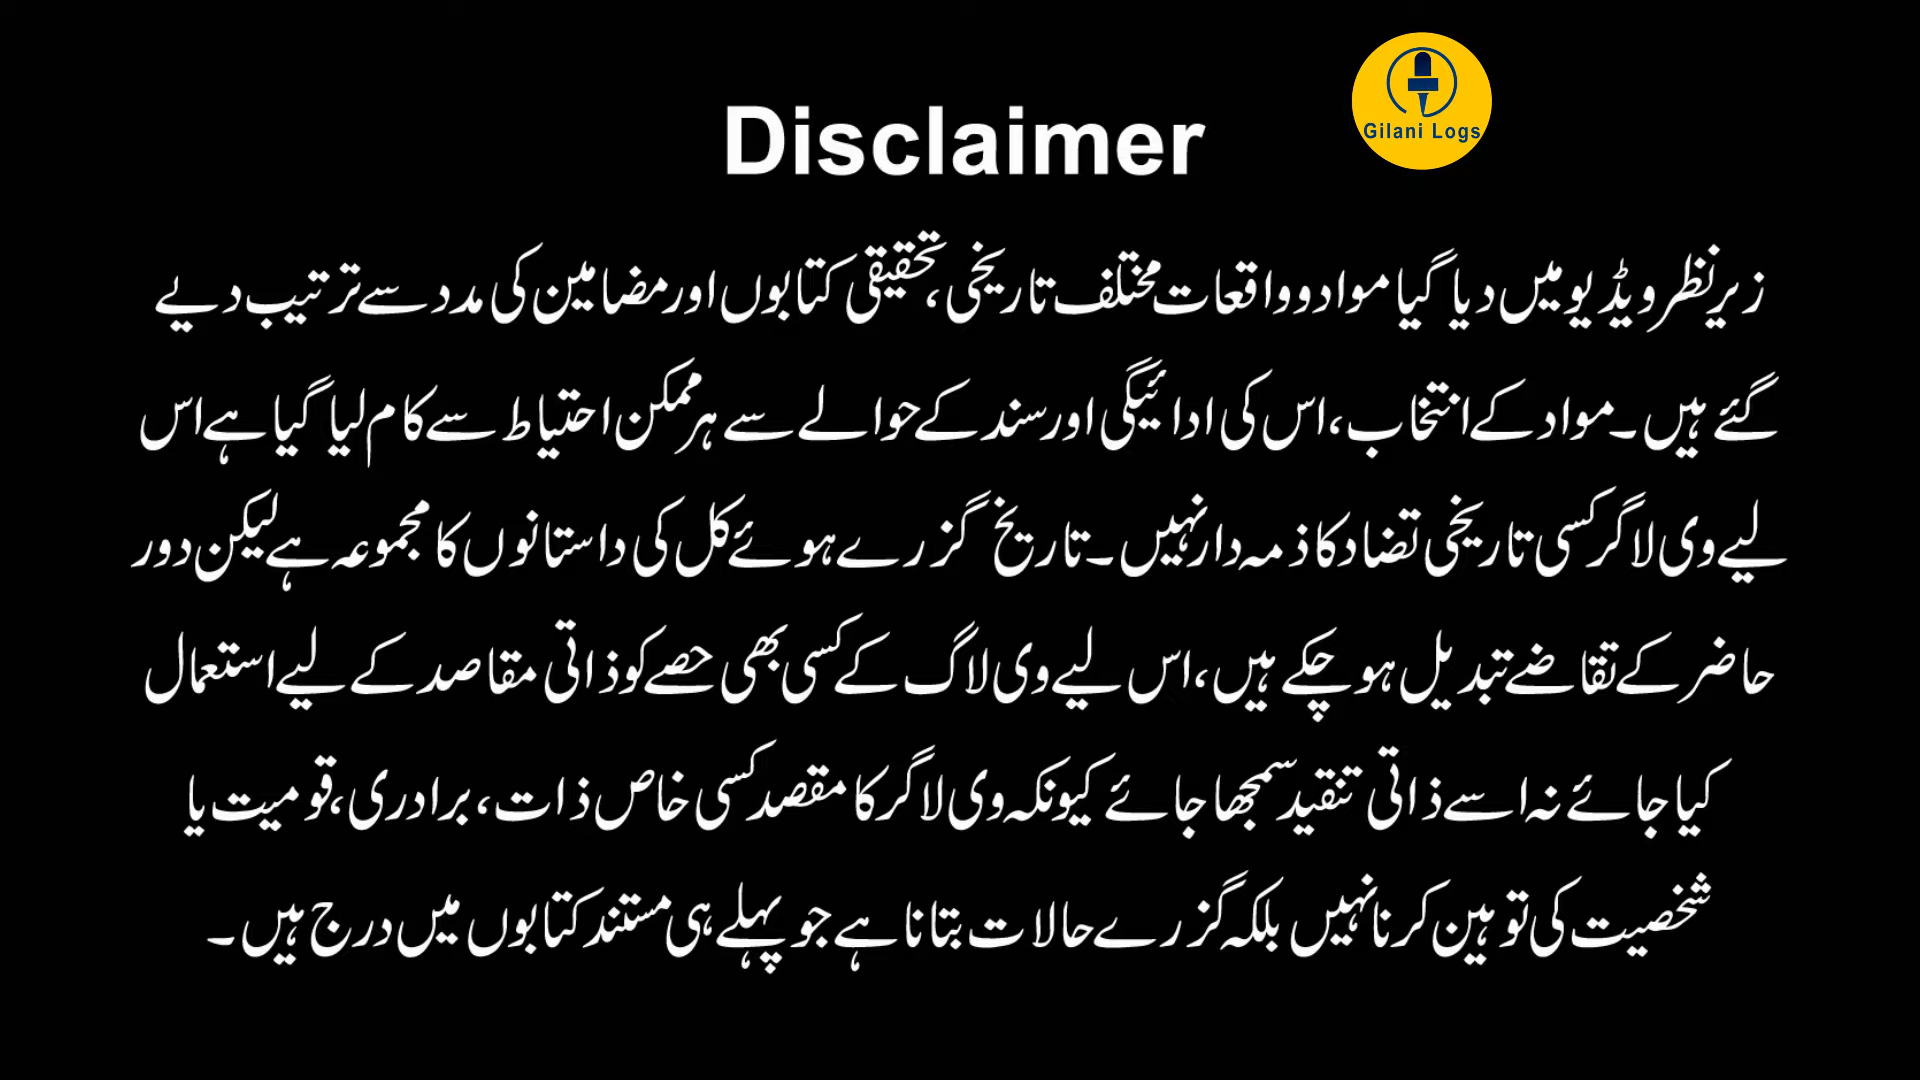 Gilani Logs
Disclaimer
زیر نظر ویڈیو میں دیا گیا مواد و واقعات مختلف تاریخی، تحقیقی کتابوں اور مضامین کی مدد سے ترتیب دیے
گئے ہیں۔ مواد کے انتخاب، اس کی ادائیگی اور سند کے حوالے سے ہر ممکن احتیاط سے کام لیا گیا ہے اس
لیے وی لاگر کسی تاریخی تضاد کا ذمہ دار نہیں۔ تاریخ گزرے ہوئے کل کی داستانوں کا مجموعہ ہے لیکن دور
حاضر کے تقاضے تبدیل ہو چکے ہیں، اس لیے وی لاگ کے کسی بھی حصے کو ذاتی مقاصد کے لیے استعمال
کیا جائے نہ اسے ذاتی تنقید سمجھا جائے کیونکہ وی لاگر کا مقصد کسی خاص ذات، برادری، قومیت یا
شخصیت کی توہین کرنا نہیں بلکہ گزرے حالات بتانا ہے جو پہلے ہی مستند کتابوں میں درج ہیں۔